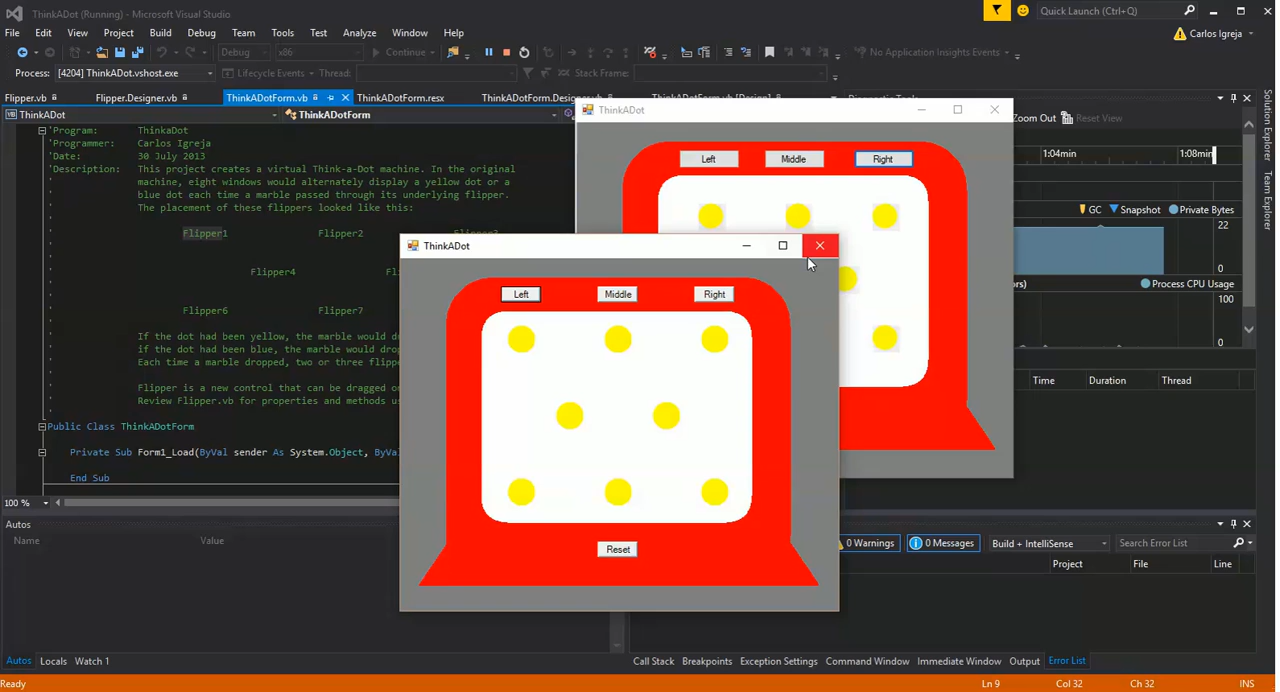 ThinkADot (Running) - Microsoft Visual Studio
Quick Launch (Ctrl+Q)
File Edit View Project Build Debug Team Tools Test Analyze Window Help
Carlos Igreja
Debug x86 Continue No Application Insights Events
Process: [4204] ThinkADot.vshost.exe Lifecycle Events Thread: Stack Frame:
Flipper.vb Flipper.Designer.vb ThinkADotForm.vb ThinkADotForm.resx
ThinkADot ThinkADotForm
'Program: ThinkaDot
'Programmer: Carlos Igreja
'Date: 30 July 2013
'Description: This project creates a virtual Think-a-Dot machine. In the original
' machine, eight windows would alternately display a yellow dot or a
' blue dot each time a marble passed through its underlying flipper.
' The placement of these flippers looked like this:
'
' Flipper1 Flipper2
'
' Flipper4
'
' Flipper6 Flipper7
'
' If the dot had been yellow, the marble would
' if the dot had been blue, the marble would drop
' Each time a marble dropped, two or three
'
' Flipper is a new control that can be dragged
' Review Flipper.vb for properties and methods
'
Public Class ThinkADotForm
Private Sub Form1_Load(ByVal sender As System.Object,
End Sub
100 %
ThinkADot
Left Middle Right
ThinkADot
Left Middle Right
Reset
Zoom Out Reset View
1:04min 1:08min
GC Snapshot Private Bytes
22
0
Process CPU Usage
100
0
Time Duration Thread
Solution Explorer
Team Explorer
Autos
Name Value
0 Warnings 0 Messages Build + IntelliSense Search Error List
Project File Line
Autos Locals Watch 1
Call Stack Breakpoints Exception Settings Command Window Immediate Window Output Error List
Ready Ln 9 Col 32 Ch 32 INS